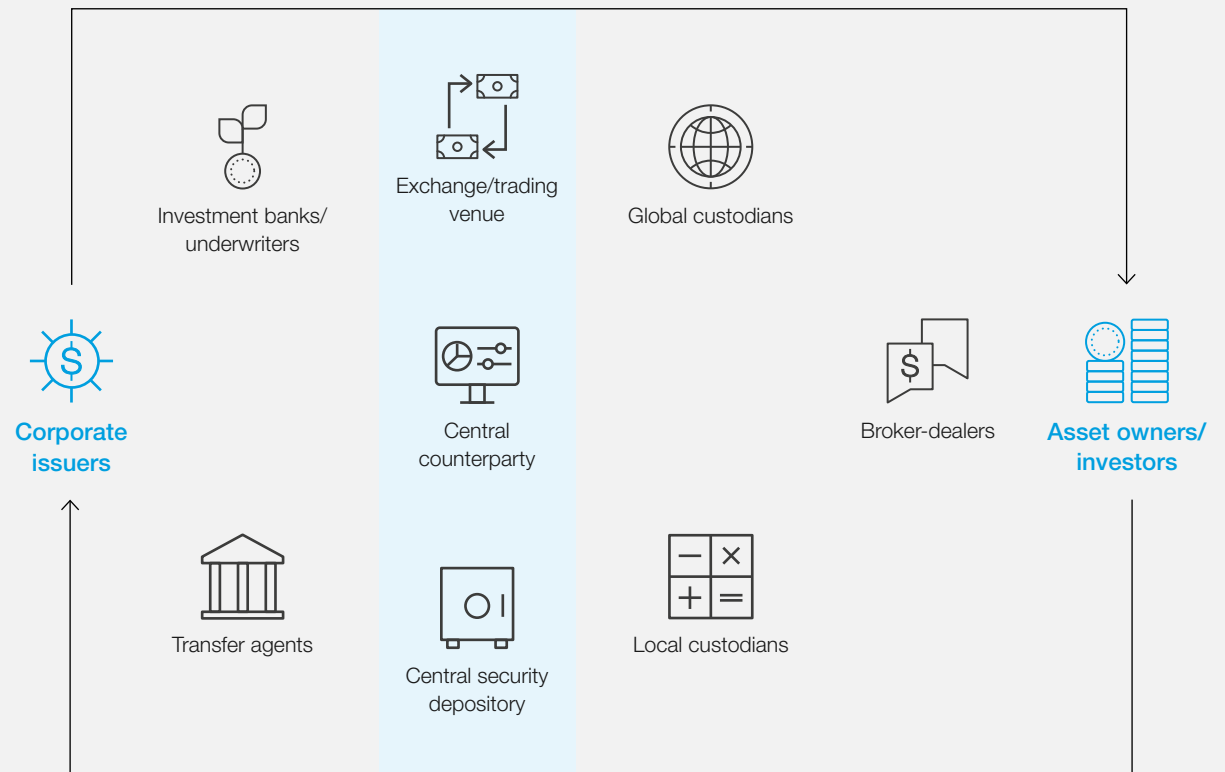 Investment banks/
underwriters
Exchange/trading
venue
Global custodians
$
Corporate
issuers
Central
counterparty
$
Broker-dealers
Asset owners/
investors
Transfer agents
Central security
depository
− ×
+ =
Local custodians